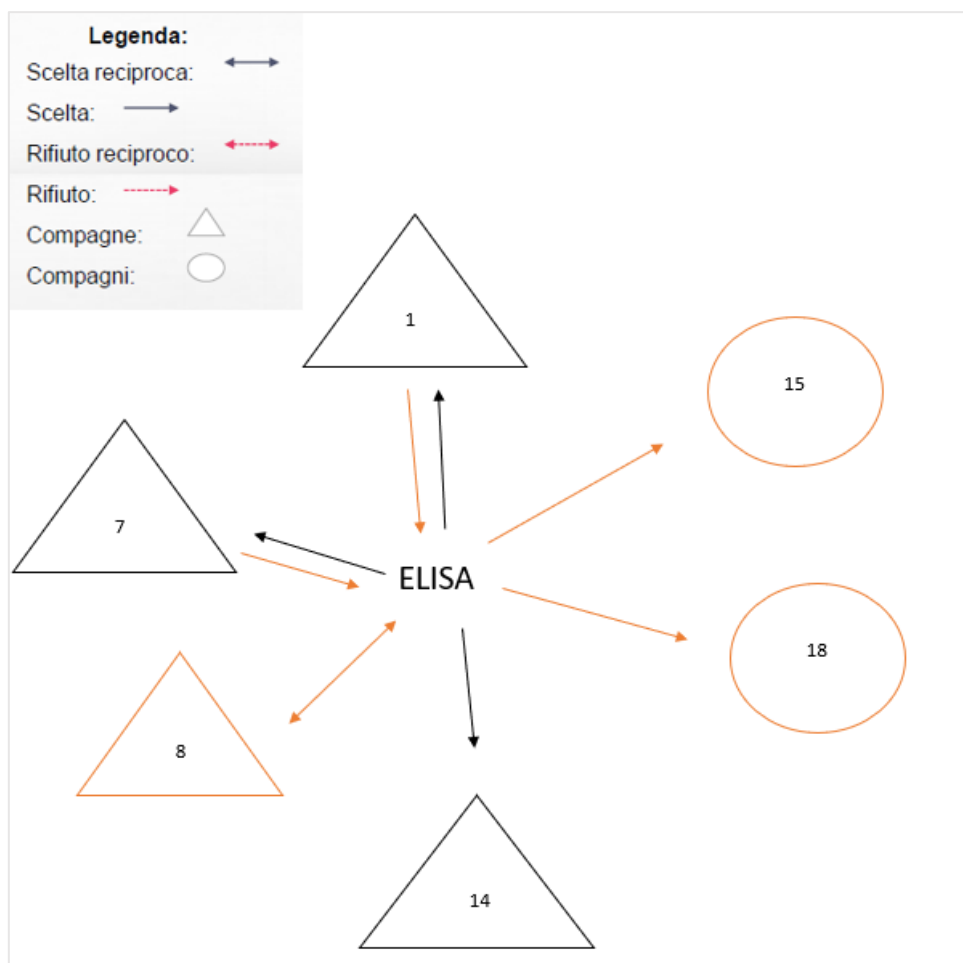 Legenda:
Scelta reciproca:
Scelta:
Rifiuto reciproco:
Rifiuto:
Compagne:
Compagni:
1
15
7
ELISA
18
8
14